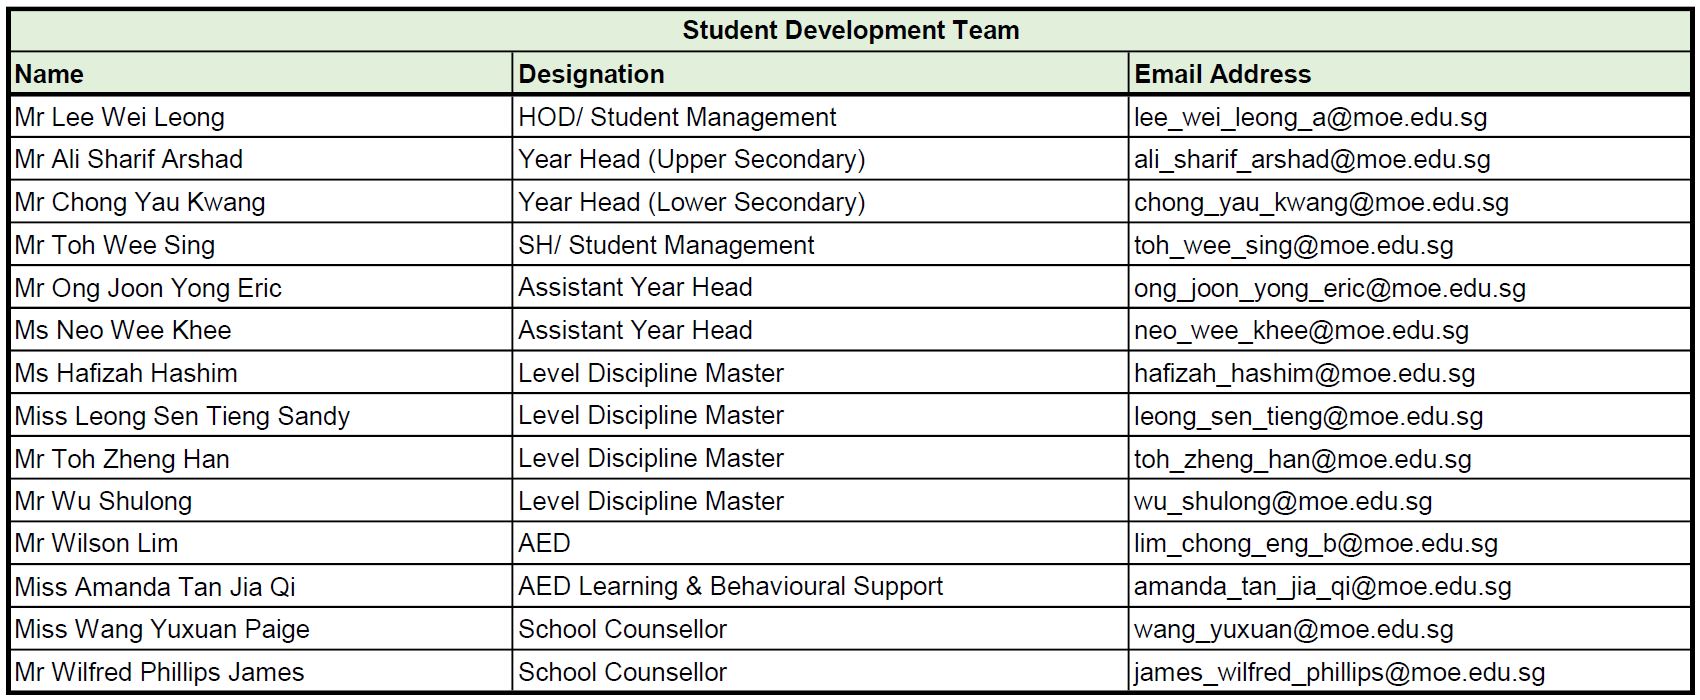 Student Development Team
Name Designation Email Address
Mr Lee Wei Leong HOD/ Student Management lee_wei_leong_a@moe.edu.sg
Mr Ali Sharif Arshad Year Head (Upper Secondary) ali_sharif_arshad@moe.edu.sg
Mr Chong Yau Kwang Year Head (Lower Secondary) chong_yau_kwang@moe.edu.sg
Mr Toh Wee Sing SH/ Student Management toh_wee_sing@moe.edu.sg
Mr Ong Joon Yong Eric Assistant Year Head ong_joon_yong_eric@moe.edu.sg
Ms Neo Wee Khee Assistant Year Head neo_wee_khee@moe.edu.sg
Ms Hafizah Hashim Level Discipline Master hafizah_hashim@moe.edu.sg
Miss Leong Sen Tieng Sandy Level Discipline Master leong_sen_tieng@moe.edu.sg
Mr Toh Zheng Han Level Discipline Master toh_zheng_han@moe.edu.sg
Mr Wu Shulong Level Discipline Master wu_shulong@moe.edu.sg
Mr Wilson Lim AED lim_chong_eng_b@moe.edu.sg
Miss Amanda Tan Jia Qi AED Learning & Behavioural Support amanda_tan_jia_qi@moe.edu.sg
Miss Wang Yuxuan Paige School Counsellor wang_yuxuan@moe.edu.sg
Mr Wilfred Phillips James School Counsellor james_wilfred_phillips@moe.edu.sg